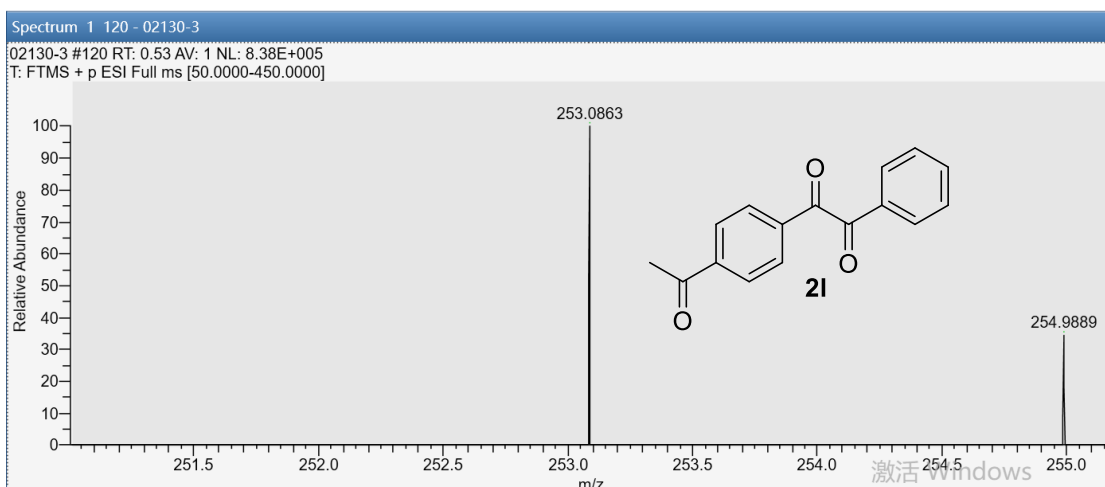 Spectrum 1 120 - 02130-3
02130-3 #120 RT: 0.53 AV: 1 NL: 8.38E+005
T: FTMS + p ESI Full ms [50.0000-450.0000]
253.0863
100
90
80
70
60
50
40
30
20
10
0
Relative Abundance
O
O
O
2l
254.9889
251.5 252.0 252.5 253.0 253.5 254.0 254.5 255.0
激活 Windows
m/z